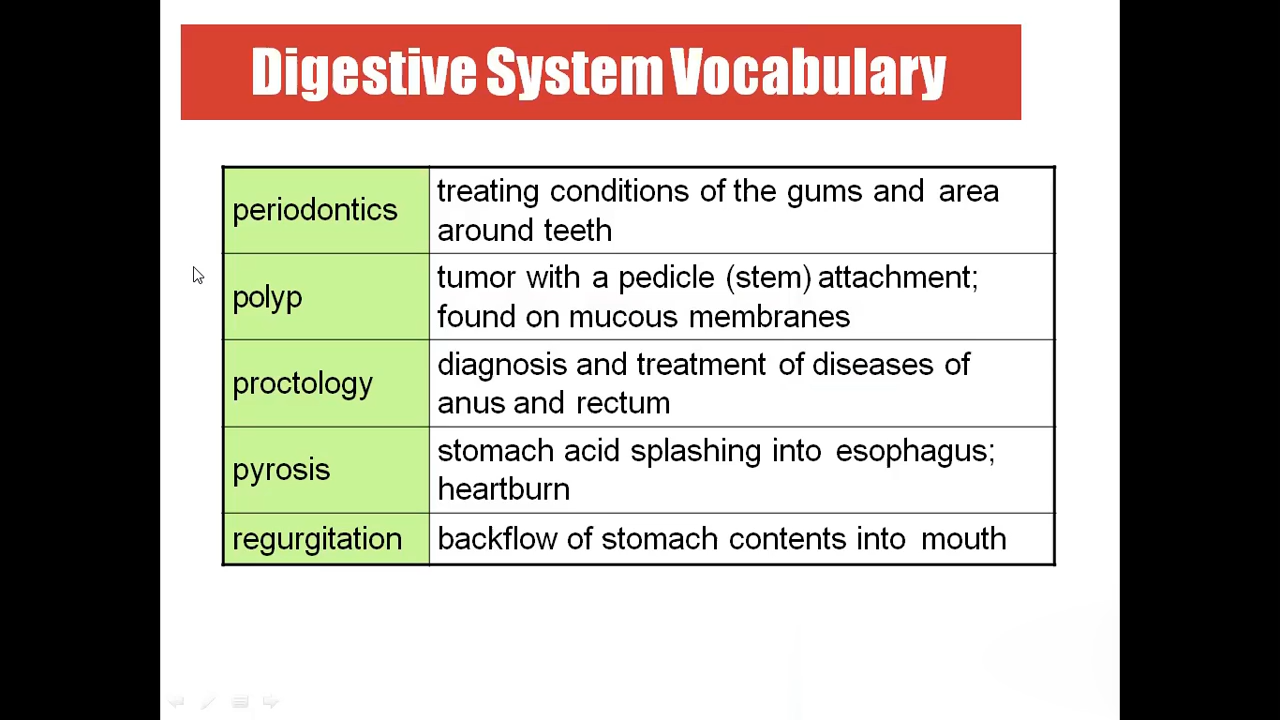 Digestive System Vocabulary
periodontics
treating conditions of the gums and area
around teeth
polyp
tumor with a pedicle (stem) attachment;
found on mucous membranes
proctology
diagnosis and treatment of diseases of
anus and rectum
pyrosis
stomach acid splashing into esophagus;
heartburn
regurgitation
backflow of stomach contents into mouth